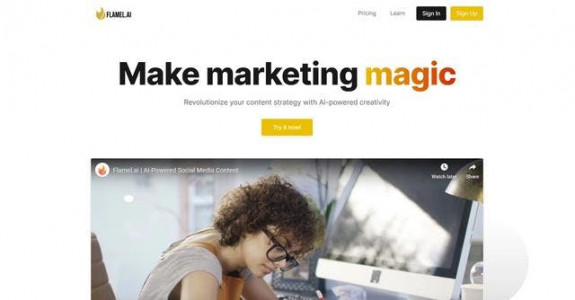 FLAMEL.AI
Pricing
Learn
Sign In
Sign Up
Make marketing magic
Revolutionize your content strategy with AI-powered creativity
Try it now!
Flamel.ai | AI-Powered Social Media Content
Watch later
Share